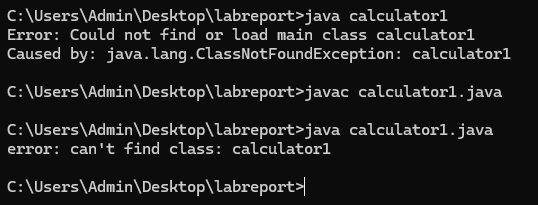 C:\Users\Admin\Desktop\labreport>java calculator1
Error: Could not find or load main class calculator1
Caused by: java.lang.ClassNotFoundException: calculator1
C:\Users\Admin\Desktop\labreport>javac calculator1.java
C:\Users\Admin\Desktop\labreport>java calculator1.java
error: can't find class: calculator1
C:\Users\Admin\Desktop\labreport>